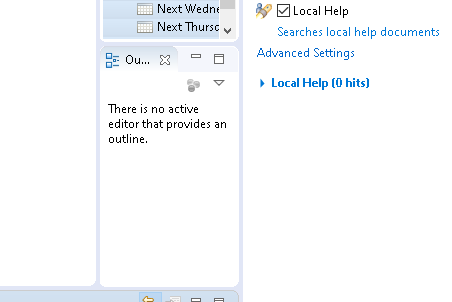 Next Wedne
Next Thursd
Ou...
There is no active
editor that provides an
outline.
Local Help
Searches local help documents
Advanced Settings
Local Help (0 hits)